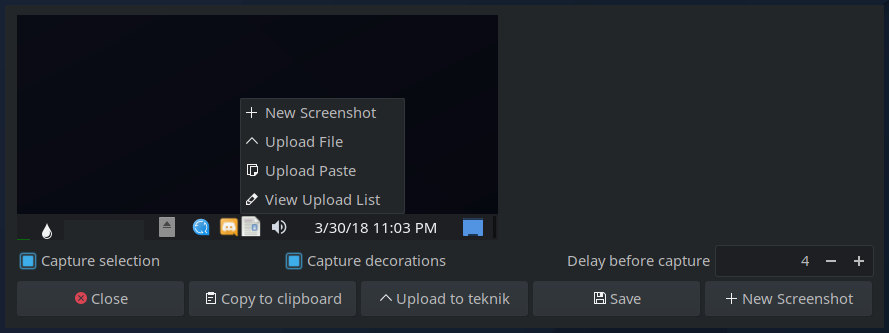 New Screenshot
Upload File
Upload Paste
View Upload List
3/30/18 11:03 PM
Capture selection
Capture decorations
Delay before capture
4
Close
Copy to clipboard
Upload to teknik
Save
New Screenshot